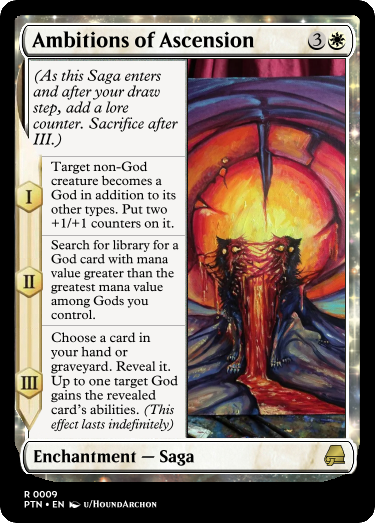 Ambitions of Ascension 3
(As this Saga enters
and after your draw
step, add a lore
counter. Sacrifice after
III.)
I
Target non-God
creature becomes a
God in addition to its
other types. Put two
+1/+1 counters on it.
II
Search for library for a
God card with mana
value greater than the
greatest mana value
among Gods you
control.
III
Choose a card in
your hand or
graveyard. Reveal it.
Up to one target God
gains the revealed
card's abilities. (This
effect lasts indefinitely)
Enchantment — Saga
R 0009
PTN • EN u/HoundArchon